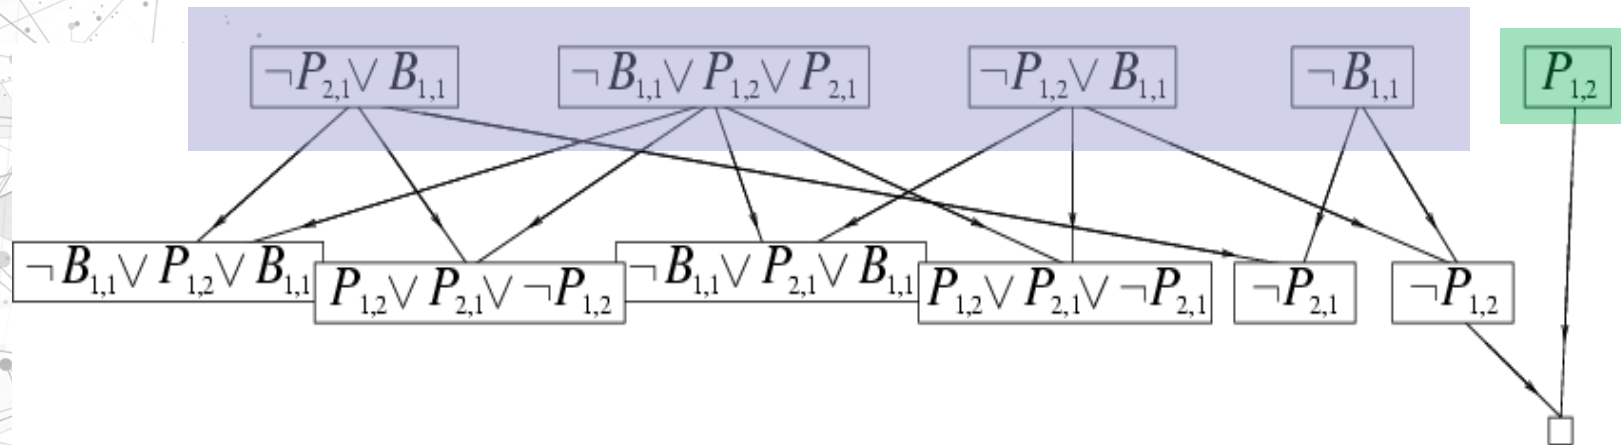 ¬P2,1∨ B1,1
¬B1,1∨ P1,2∨ P2,1
¬P1,2∨ B1,1
¬B1,1
P1,2
¬B1,1∨ P1,2∨ B1,1
P1,2∨ P2,1∨ ¬P1,2
¬B1,1∨ P2,1∨ B1,1
P1,2∨ P2,1∨ ¬P2,1
¬P2,1
¬P1,2